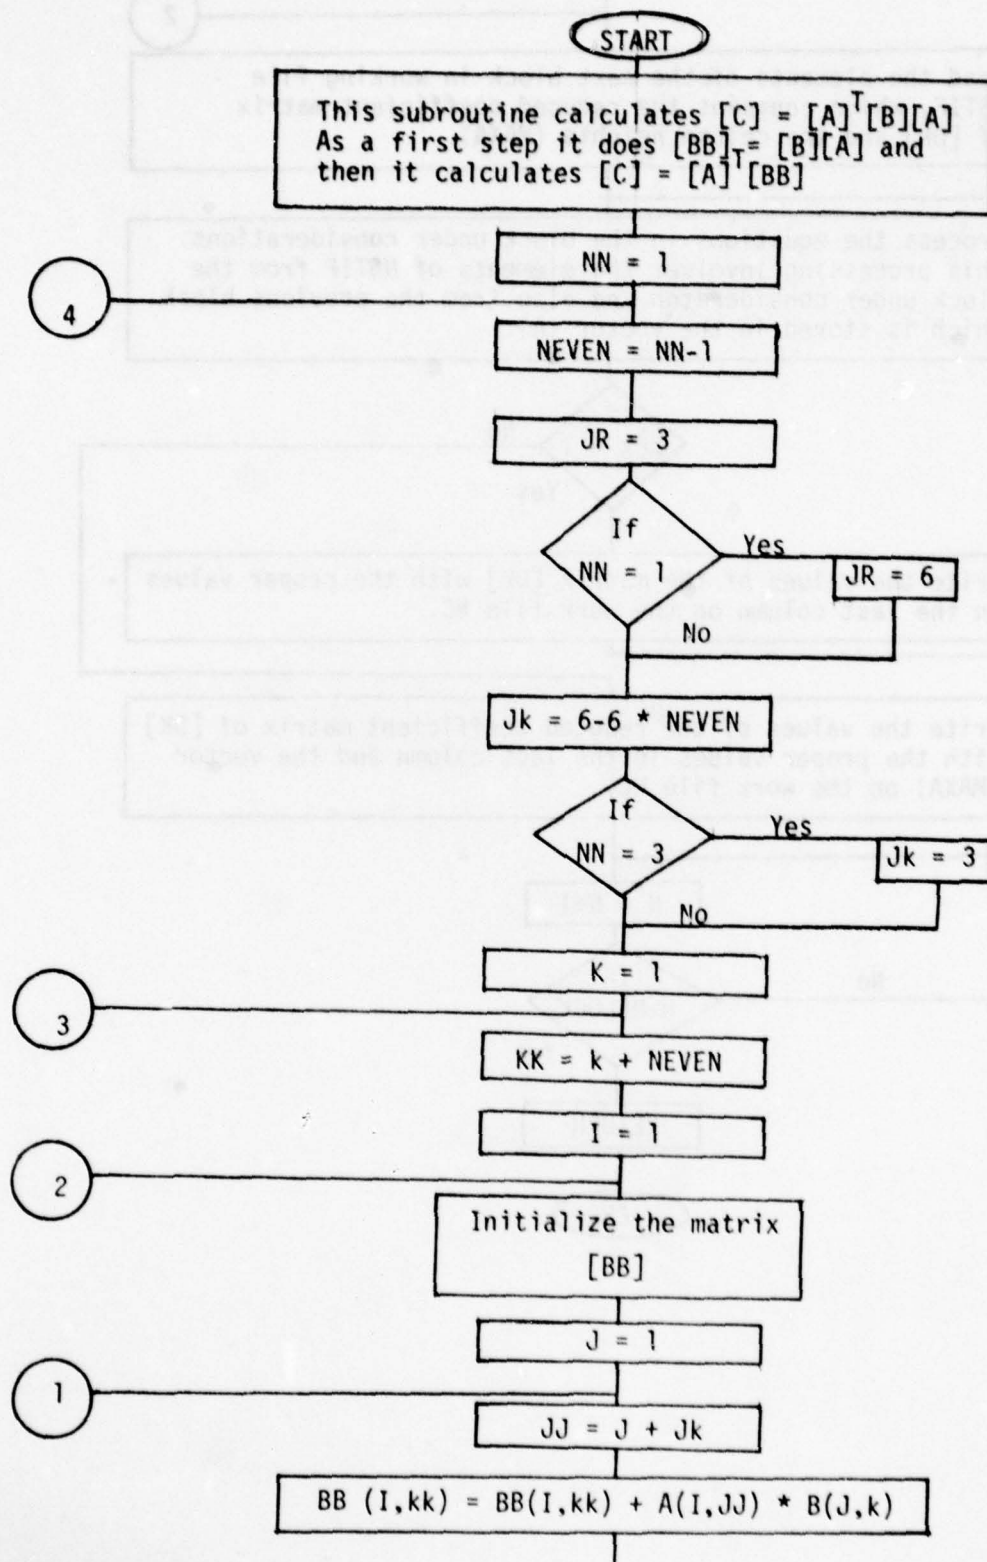 START
This subroutine calculates [C] = [A]T[B][A]
As a first step it does [BB] = [B][A] and
then it calculates [C] = [A]T[BB]
NN = 1
4
NEVEN = NN-1
JR = 3
If
NN = 1
Yes
JR = 6
No
Jk = 6-6 * NEVEN
If
NN = 3
Yes
Jk = 3
No
K = 1
3
KK = k + NEVEN
I = 1
2
Initialize the matrix
[BB]
J = 1
1
JJ = J + Jk
BB (I,kk) = BB(I,kk) + A(I,JJ) * B(J,k)